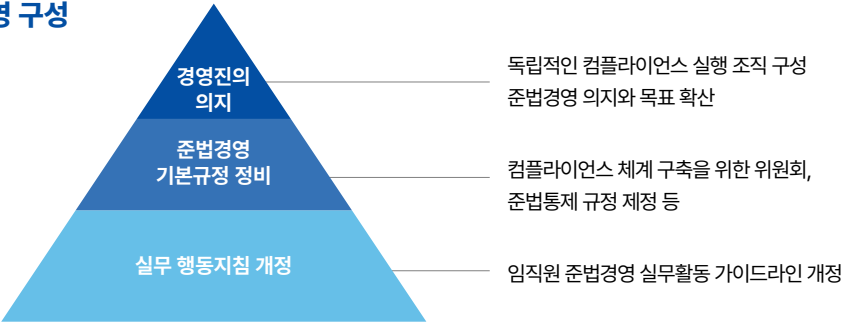 영 구성
경영진의
의지
독립적인 컴플라이언스 실행 조직 구성
준법경영 의지와 목표 확산
준법경영
기본규정 정비
컴플라이언스 체계 구축을 위한 위원회,
준법통제 규정 제정 등
실무 행동지침 개정
임직원 준법경영 실무활동 가이드라인 개정